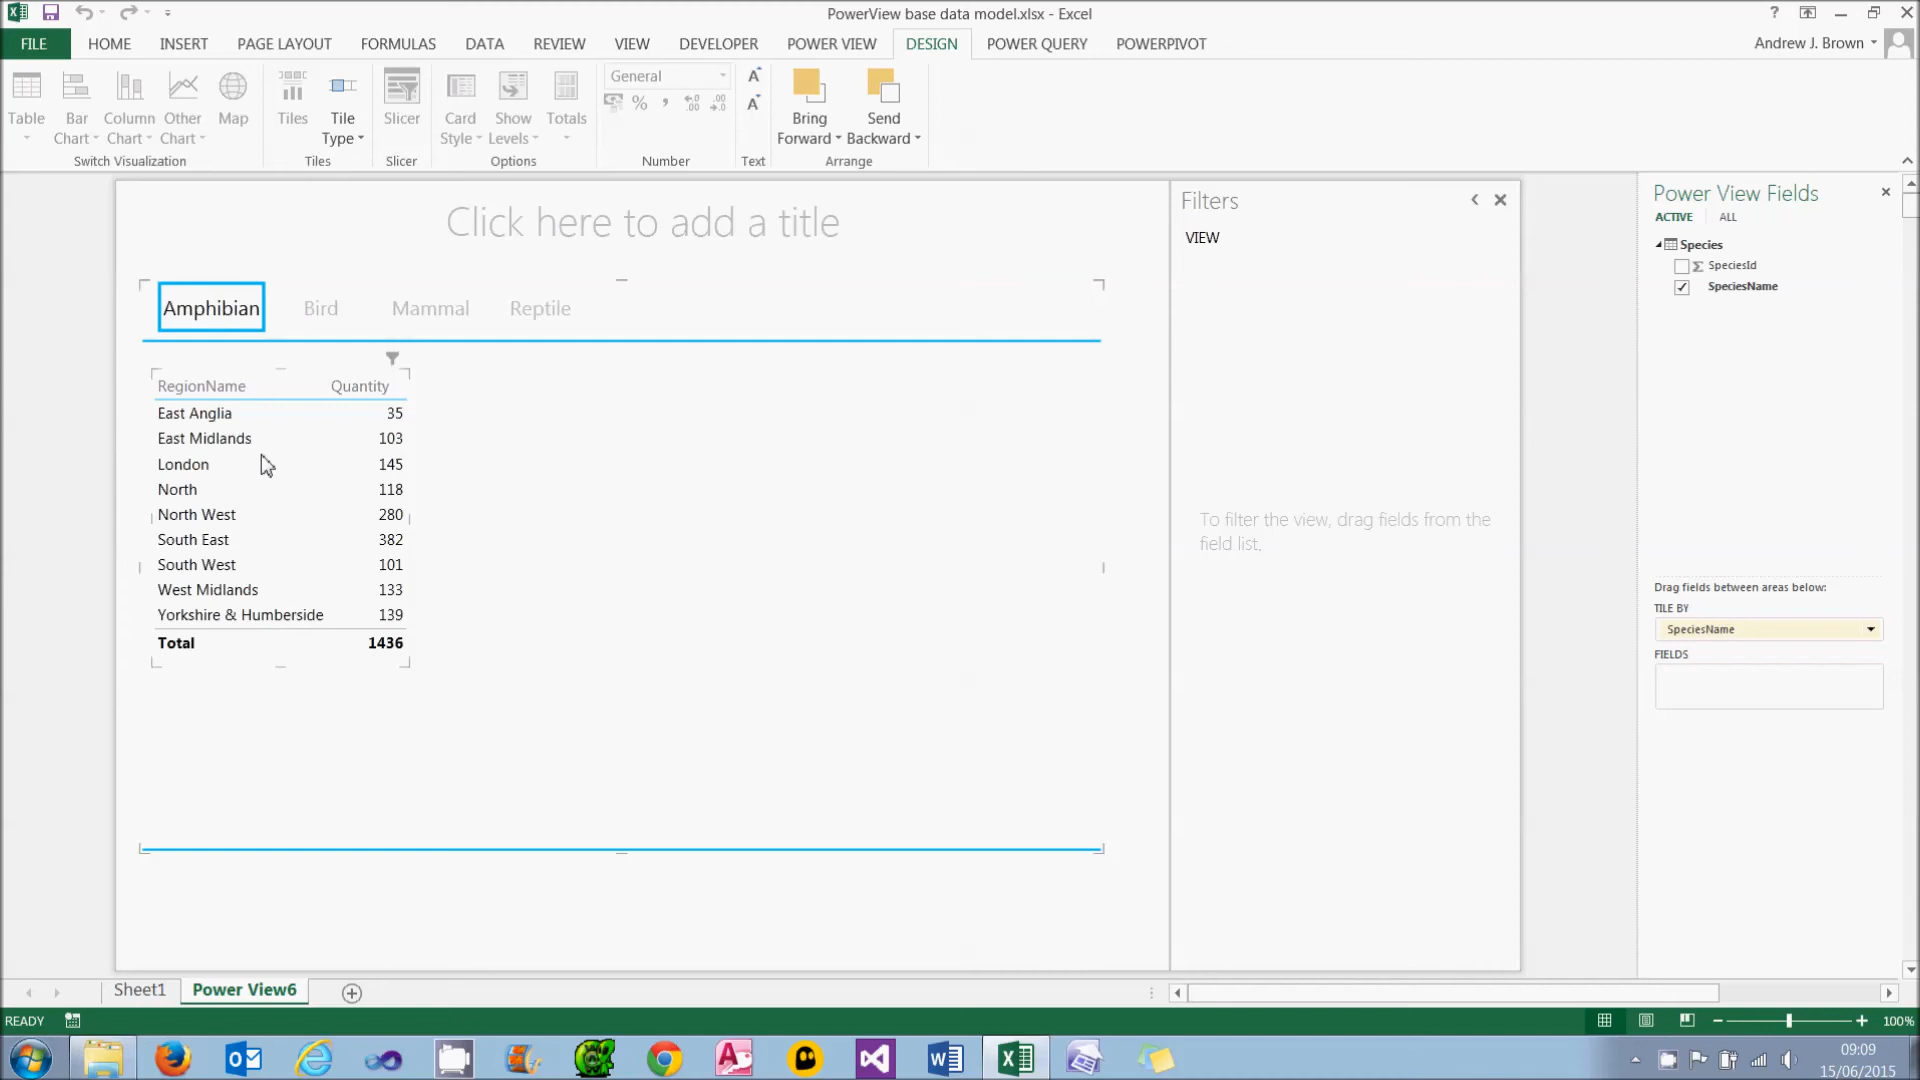 PowerView base data model.xlsx - Excel
?
FILE HOME INSERT PAGE LAYOUT FORMULAS DATA REVIEW VIEW DEVELOPER POWER VIEW DESIGN POWER QUERY POWERPIVOT
Andrew J. Brown
Table
Bar Chart
Column Chart
Other Chart
Map
Tiles
Tile Type
Slicer
Card Style
Show Levels
Totals
General
Bring Forward
Send Backward
Switch Visualization
Tiles
Slicer
Options
Number
Text
Arrange
Click here to add a title
Amphibian Bird Mammal Reptile
RegionName Quantity
East Anglia 35
East Midlands 103
London 145
North 118
North West 280
South East 382
South West 101
West Midlands 133
Yorkshire & Humberside 139
Total 1436
Filters
VIEW
To filter the view, drag fields from the
field list.
Power View Fields
ACTIVE ALL
Species
Σ SpeciesId
SpeciesName
Drag fields between areas below:
TILE BY
SpeciesName
FIELDS
Sheet1 Power View6
READY
100%
09:09
15/06/2015